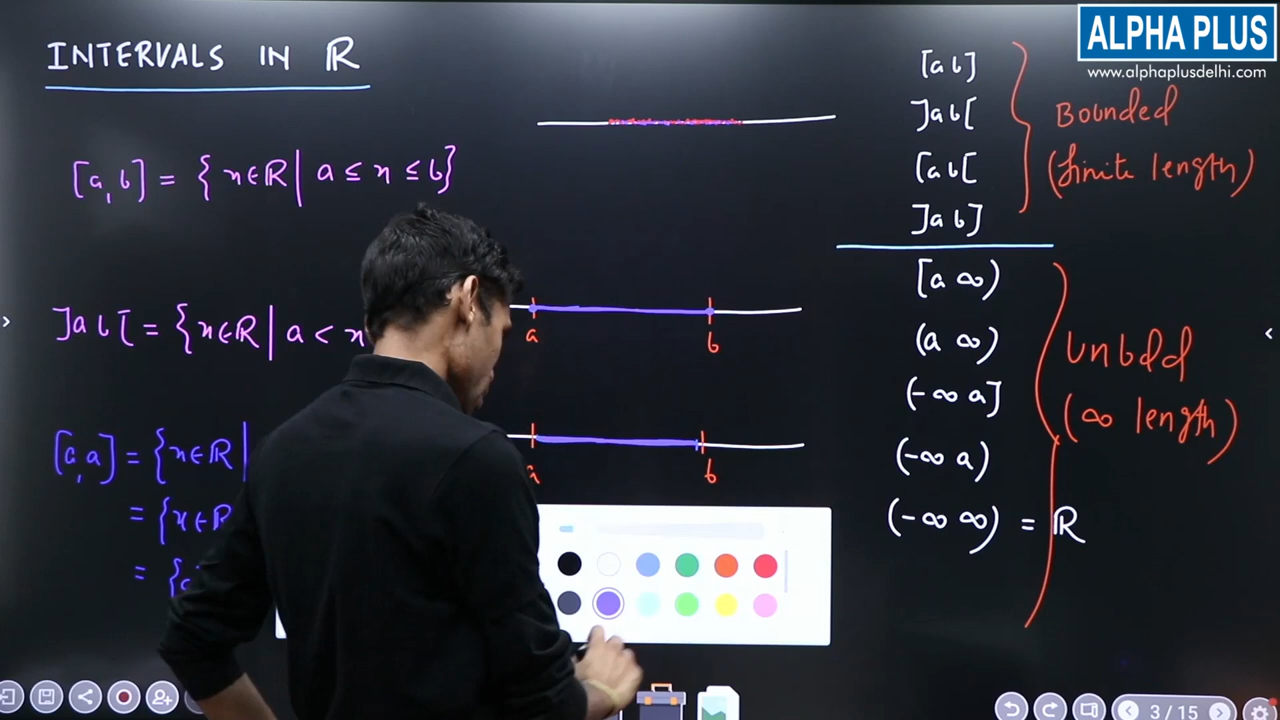 INTERVALS IN ℝ
[a, b] = { x∈ℝ | a ≤ x ≤ b}
]a b[ = {x∈ℝ | a < x
[a, a] = {x∈ℝ |
= {x∈ℝ
= {
a
b
a
b
[a b]
]a b[
[a b[
]a b]
Bounded
(finite length)
[a ∞)
(a ∞)
(-∞ a]
(-∞ a)
(-∞ ∞) = ℝ
Unbdd
(∞ length)
ALPHA PLUS
www.alphaplusdelhi.com
3 / 15